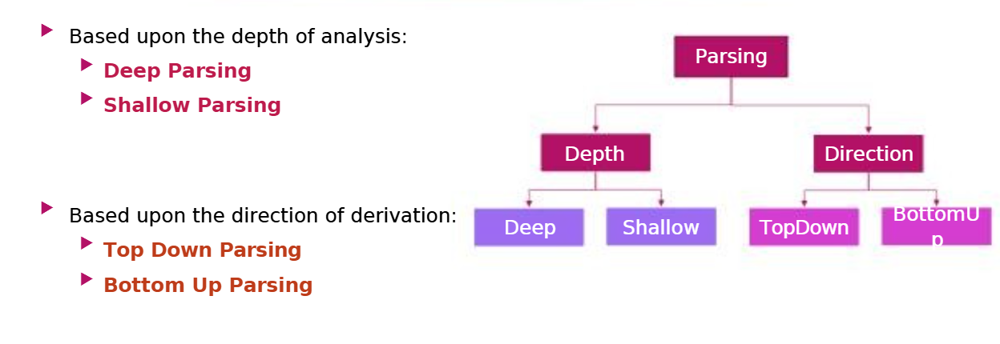 Based upon the depth of analysis:
Deep Parsing
Shallow Parsing
Based upon the direction of derivation:
Top Down Parsing
Bottom Up Parsing
Parsing
Depth
Direction
Deep
Shallow
TopDown
BottomU
p